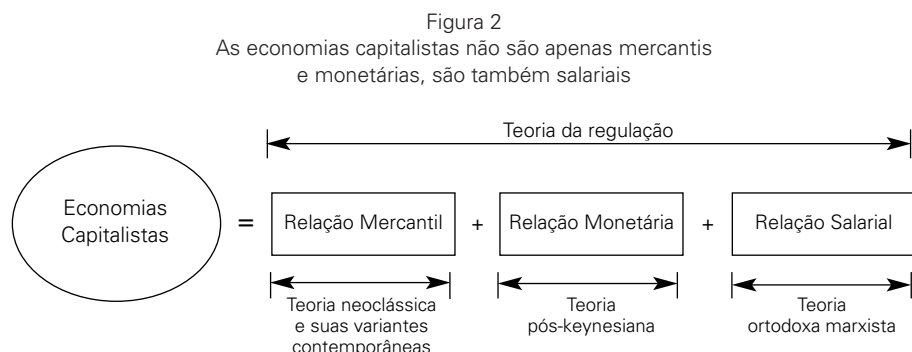 Figura 2
As economias capitalistas não são apenas mercantis
e monetárias, são também salariais
Teoria da regulação
Economias
Capitalistas
=
Relação Mercantil
+
Relação Monetária
+
Relação Salarial
Teoria neoclássica
e suas variantes
contemporâneas
Teoria
pós-keynesiana
Teoria
ortodoxa marxista